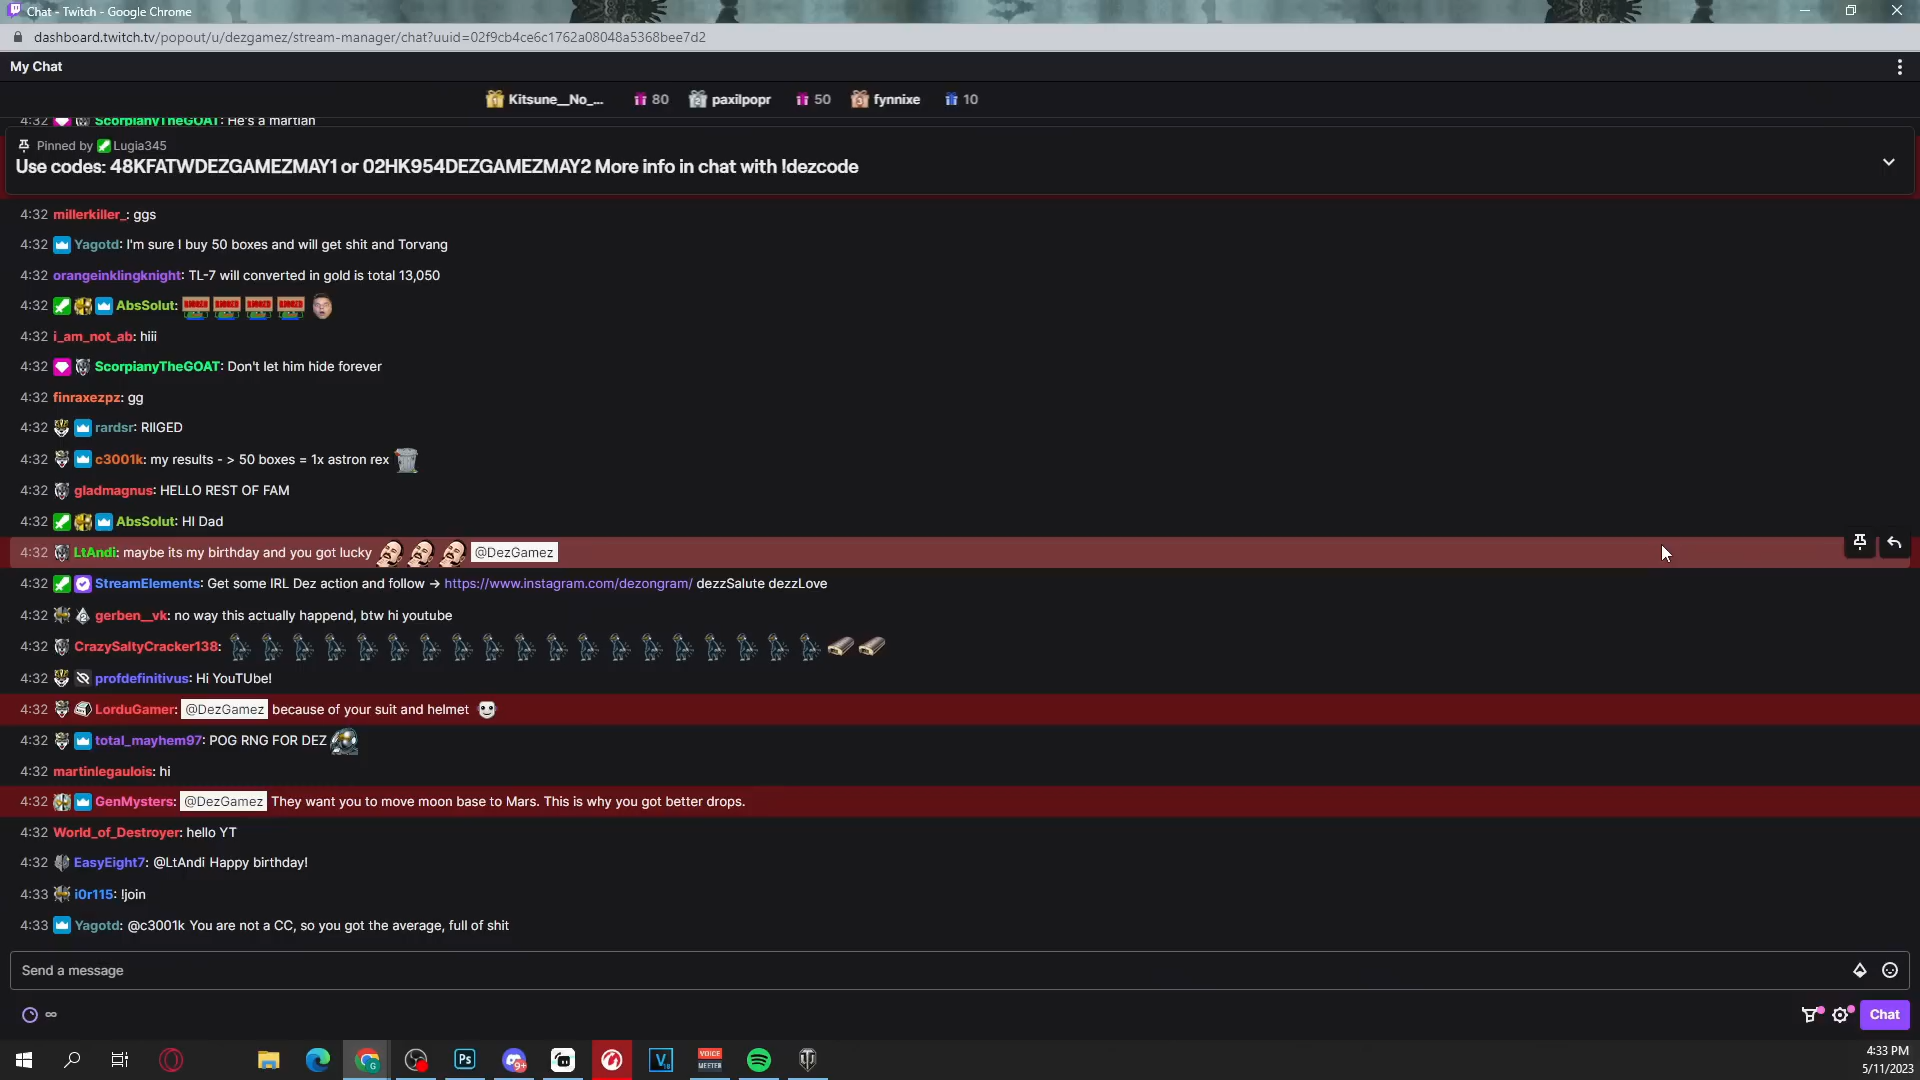 Chat - Twitch - Google Chrome
dashboard.twitch.tv/popout/u/dezgamez/stream-manager/chat?uuid=02f9cb4ce6c1762a08048a5368bee7d2
My Chat
Kitsune__No_... 80 paxilpopr 50 fynnixe 10
4:32 ScorpianyTheGOAT: He's a martian
Pinned by Lugia345
Use codes: 48KFATWDEZGAMEZMAY1 or 02HK954DEZGAMEZMAY2 More info in chat with !dezcode
4:32 millerkiller_: ggs
4:32 Yagotd: I'm sure I buy 50 boxes and will get shit and Torvang
4:32 orangeinklingknight: TL-7 will converted in gold is total 13,050
4:32 AbsSolut:
4:32 i_am_not_ab: hiii
4:32 ScorpianyTheGOAT: Don't let him hide forever
4:32 finraxezpz: gg
4:32 rardsr: RIIGED
4:32 c3001k: my results - > 50 boxes = 1x astron rex
4:32 gladmagnus: HELLO REST OF FAM
4:32 AbsSolut: HI Dad
4:32 LtAndi: maybe its my birthday and you got lucky @DezGamez
4:32 StreamElements: Get some IRL Dez action and follow → https://www.instagram.com/dezongram/ dezzSalute dezzLove
4:32 gerben__vk: no way this actually happend, btw hi youtube
4:32 CrazySaltyCracker138:
4:32 profdefinitivus: Hi YouTUbe!
4:32 LorduGamer: @DezGamez because of your suit and helmet
4:32 total_mayhem97: POG RNG FOR DEZ
4:32 martinlegaulois: hi
4:32 GenMysters: @DezGamez They want you to move moon base to Mars. This is why you got better drops.
4:32 World_of_Destroyer: hello YT
4:32 EasyEight7: @LtAndi Happy birthday!
4:33 i0r115: !join
4:33 Yagotd: @c3001k You are not a CC, so you got the average, full of shit
Send a message
∞
Chat
4:33 PM
5/11/2023